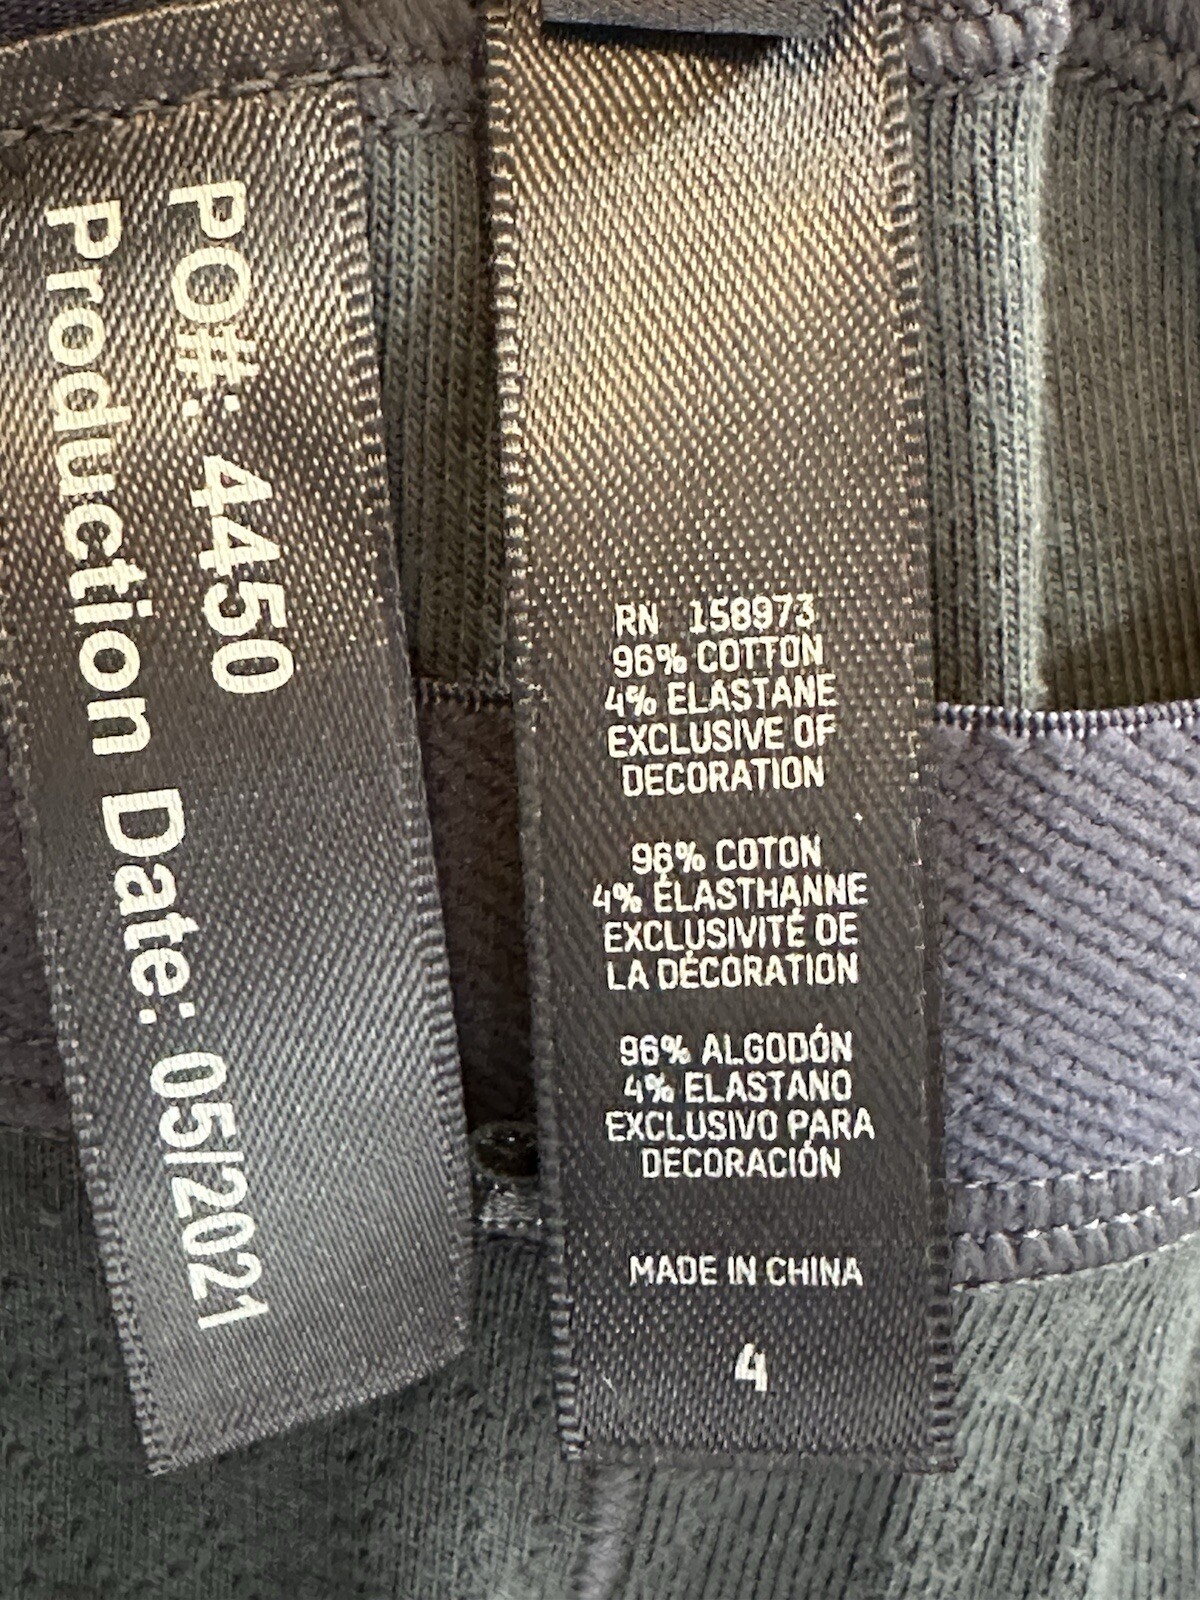 PO#: 4450
Production Date: 05/2021
RN 158973
96% COTTON
4% ELASTANE
EXCLUSIVE OF
DECORATION
96% COTON
4% ÉLASTHANNE
EXCLUSIVITÉ DE
LA DÉCORATION
96% ALGODÓN
4% ELASTANO
EXCLUSIVO PARA
DECORACIÓN
MADE IN CHINA
4